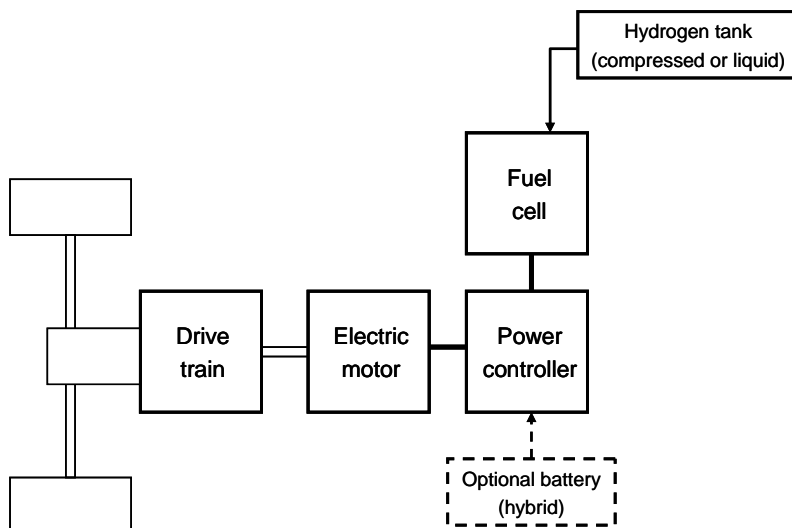 Hydrogen tank
(compressed or liquid)
Fuel
cell
Drive
train
Electric
motor
Power
controller
Optional battery
(hybrid)